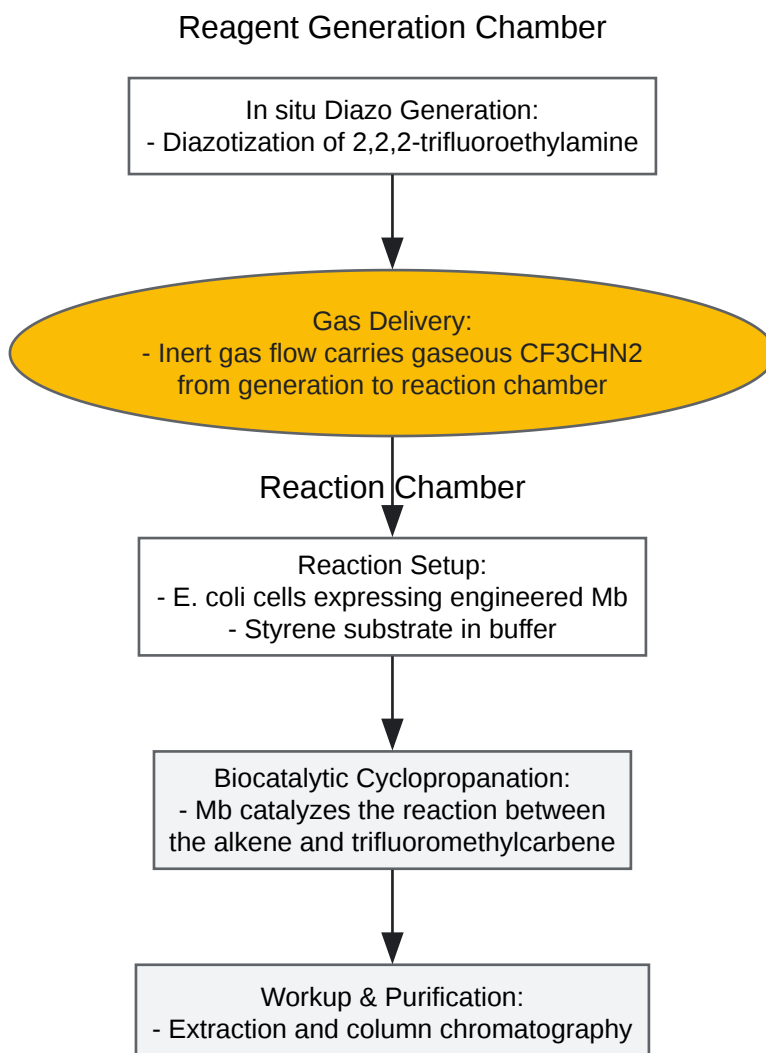 Reagent Generation Chamber
In situ Diazo Generation:
- Diazotization of 2,2,2-trifluoroethylamine
Gas Delivery:
- Inert gas flow carries gaseous CF3CHN2
from generation to reaction chamber
Reaction Chamber
Reaction Setup:
- E. coli cells expressing engineered Mb
- Styrene substrate in buffer
Biocatalytic Cyclopropanation:
- Mb catalyzes the reaction between
the alkene and trifluoromethylcarbene
Workup & Purification:
- Extraction and column chromatography